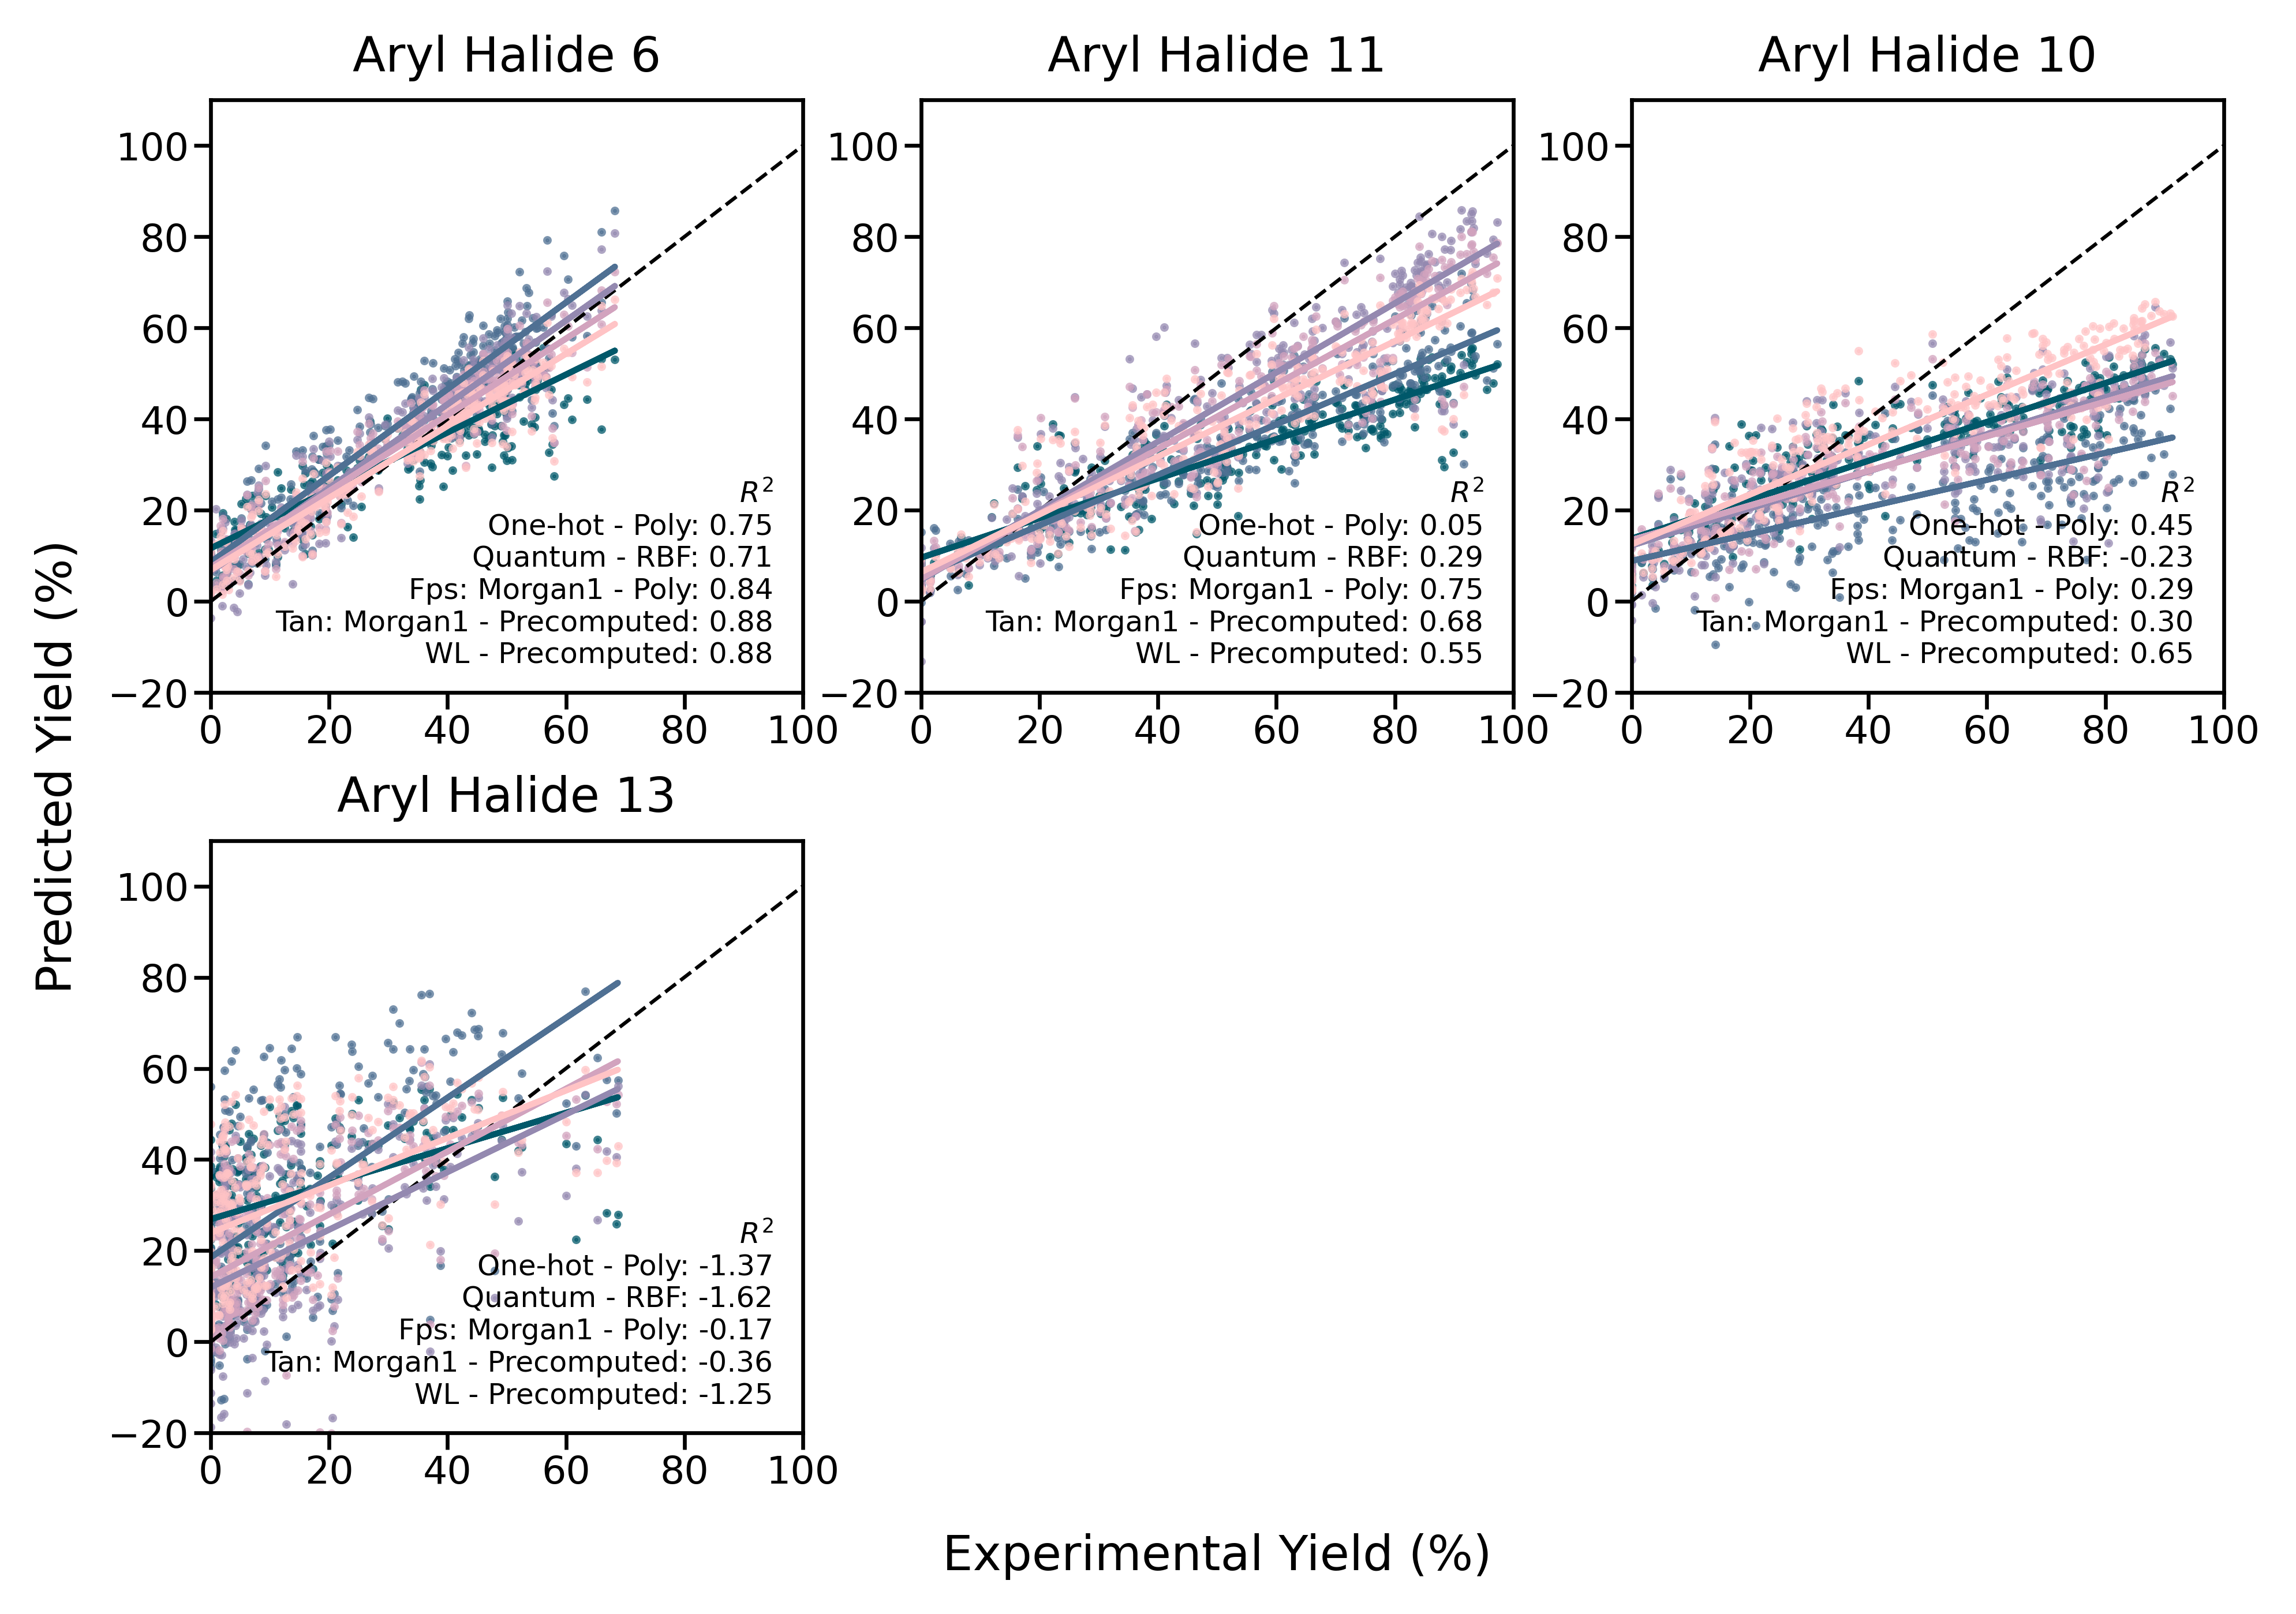 Aryl Halide 6
Aryl Halide 11
Aryl Halide 10
100
80
60
40
20
0
−20
R²
One-hot - Poly: 0.75
Quantum - RBF: 0.71
Fps: Morgan1 - Poly: 0.84
Tan: Morgan1 - Precomputed: 0.88
WL - Precomputed: 0.88
0 20 40 60 80 100
100
80
60
40
20
0
−20
R²
One-hot - Poly: 0.05
Quantum - RBF: 0.29
Fps: Morgan1 - Poly: 0.75
Tan: Morgan1 - Precomputed: 0.68
WL - Precomputed: 0.55
0 20 40 60 80 100
100
80
60
40
20
0
−20
R²
One-hot - Poly: 0.45
Quantum - RBF: -0.23
Fps: Morgan1 - Poly: 0.29
Tan: Morgan1 - Precomputed: 0.30
WL - Precomputed: 0.65
0 20 40 60 80 100
Predicted Yield (%)
Aryl Halide 13
100
80
60
40
20
0
−20
R²
One-hot - Poly: -1.37
Quantum - RBF: -1.62
Fps: Morgan1 - Poly: -0.17
Tan: Morgan1 - Precomputed: -0.36
WL - Precomputed: -1.25
0 20 40 60 80 100
Experimental Yield (%)